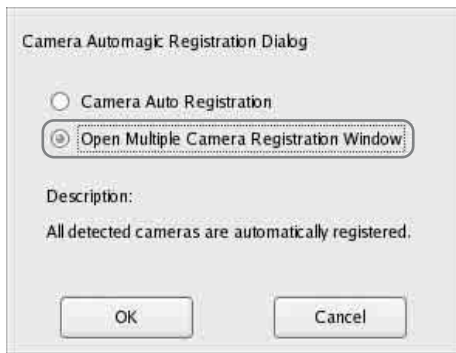 Camera Automagic Registration Dialog
Camera Auto Registration
Open Multiple Camera Registration Window
Description:
All detected cameras are automatically registered.
OK
Cancel